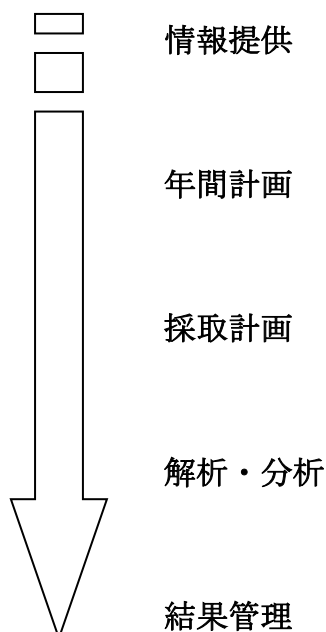 情報提供
年間計画
採取計画
解析・分析
結果管理